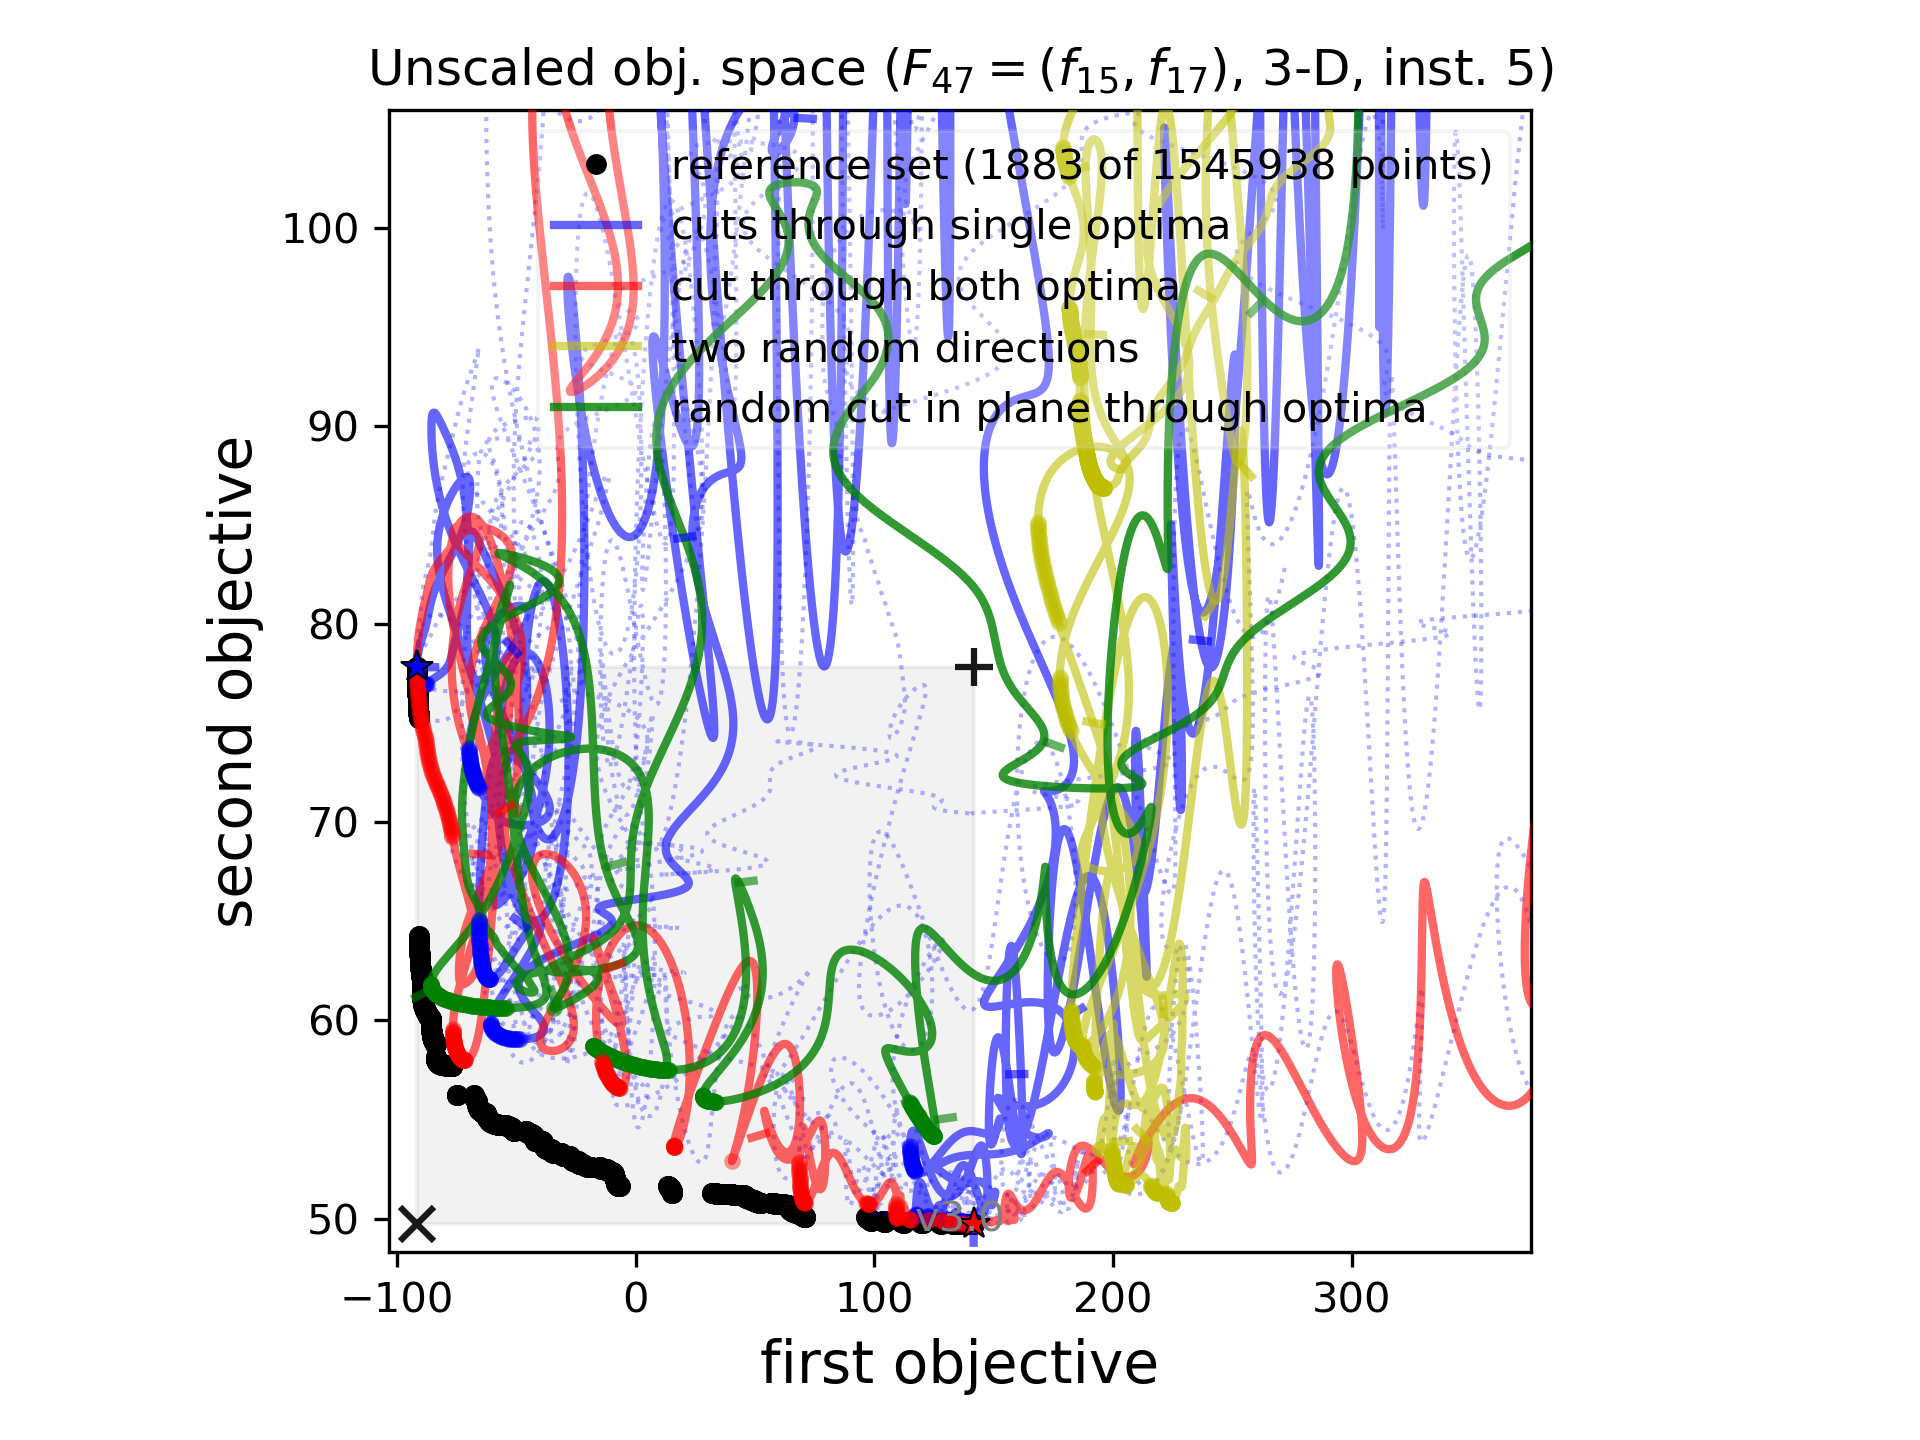 Unscaled obj. space (F47 = (f15, f17), 3-D, inst. 5)
reference set (1883 of 1545938 points)
cuts through single optima
cut through both optima
two random directions
random cut in plane through optima
second objective
100
90
80
70
60
50
−100
0
100
200
300
first objective